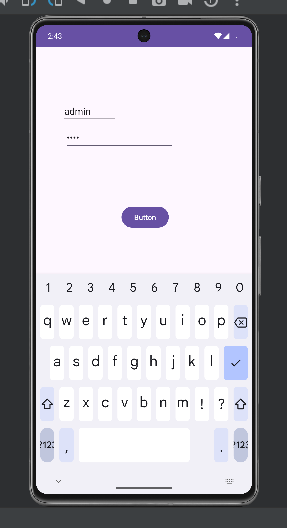 2:43
admin
••••
Button
1 2 3 4 5 6 7 8 9 0
q w e r t y u i o p
a s d f g h j k l
z x c v b n m ! ?
?123 , . ?123